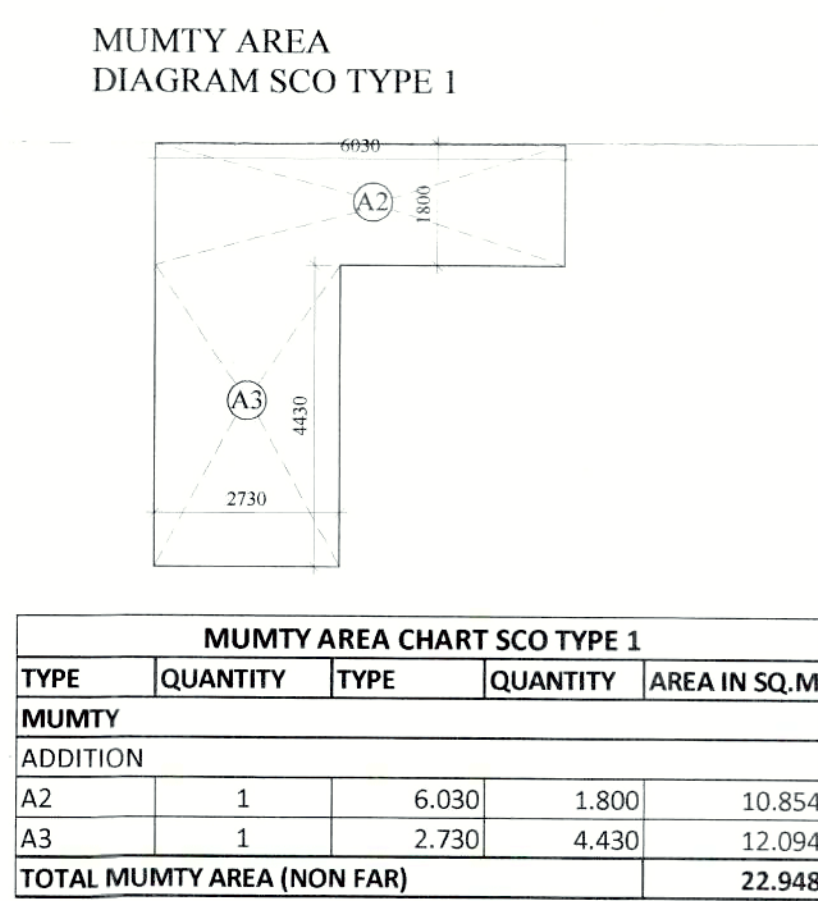 MUMTY AREA
DIAGRAM SCO TYPE 1
6030
A2
1800
A3
4430
2730
MUMTY AREA CHART SCO TYPE 1
TYPE QUANTITY TYPE QUANTITY AREA IN SQ.M
MUMTY
ADDITION
A2 1 6.030 1.800 10.854
A3 1 2.730 4.430 12.094
TOTAL MUMTY AREA (NON FAR) 22.948